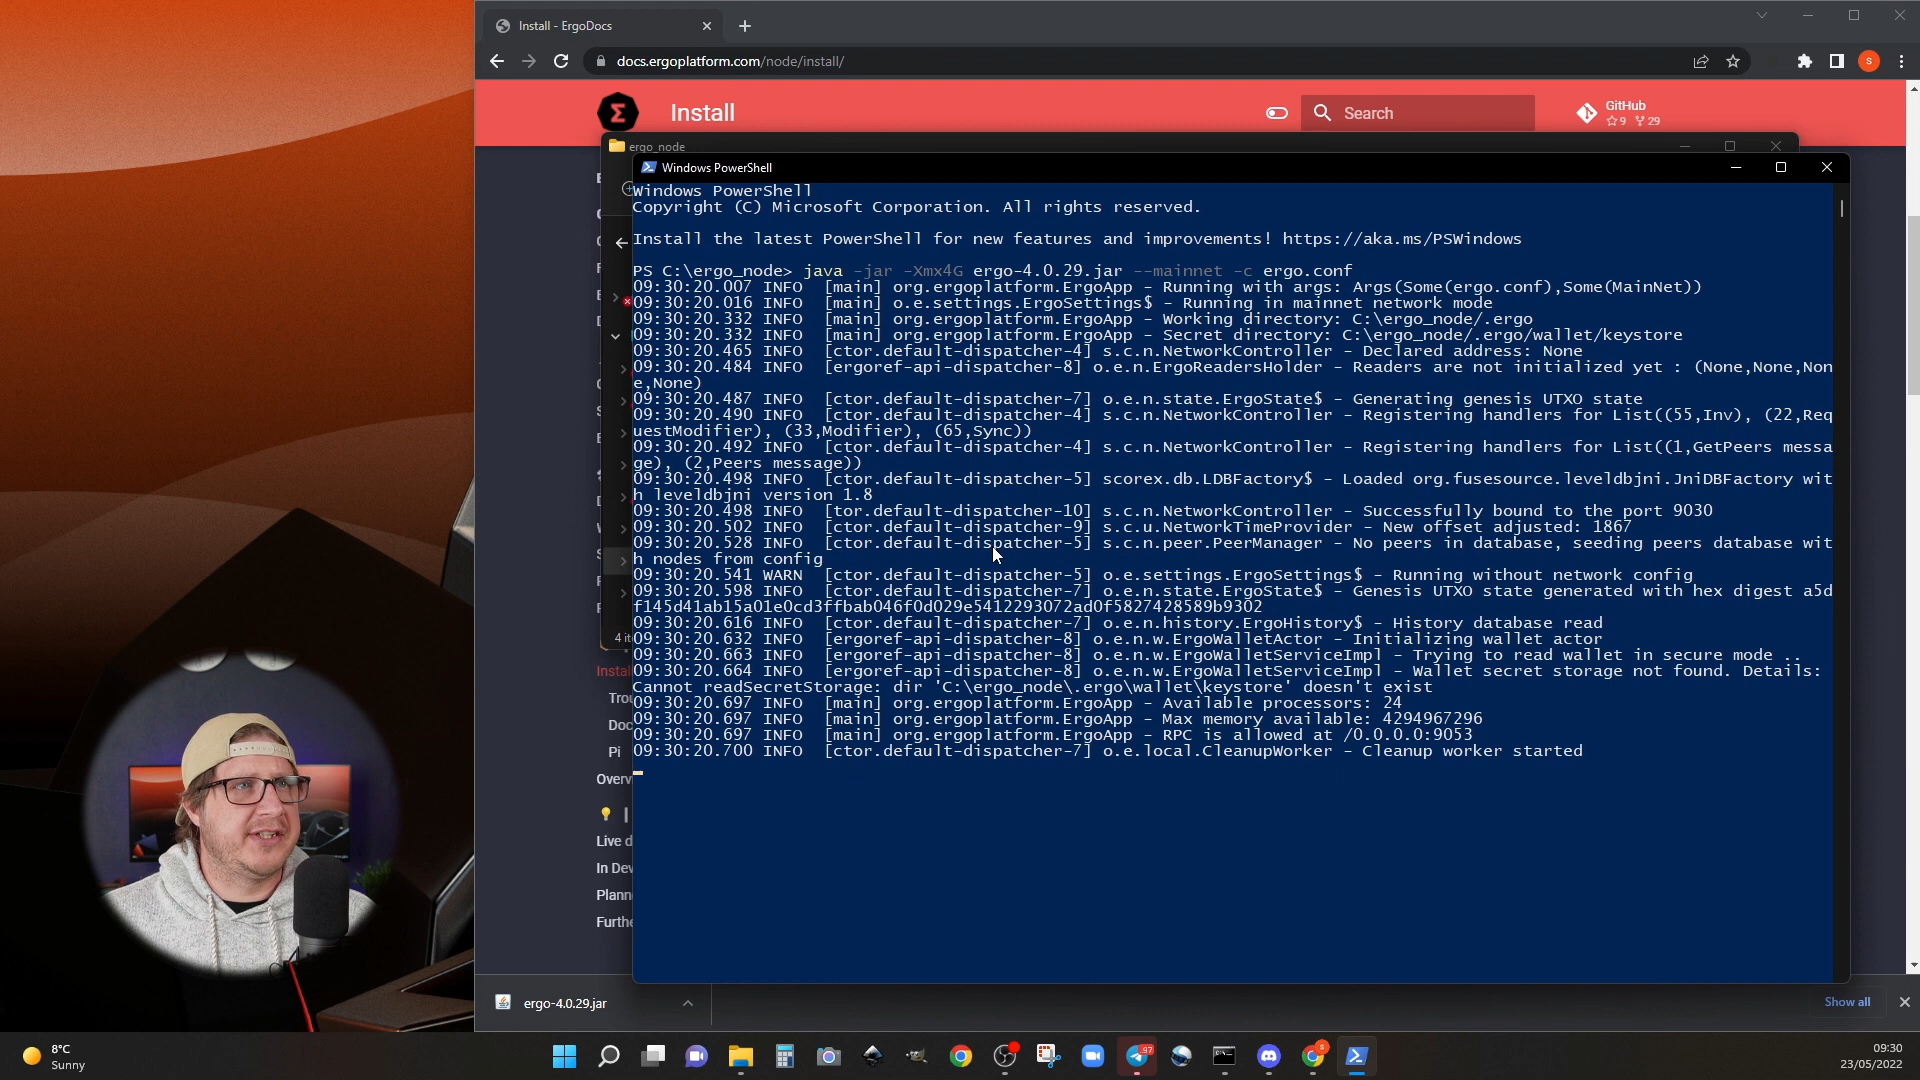 Install - ErgoDocs
docs.ergoplatform.com/node/install/
Install
Search
GitHub
9 29
ergo_node
Windows PowerShell
Windows PowerShell
Copyright (C) Microsoft Corporation. All rights reserved.
Install the latest PowerShell for new features and improvements! https://aka.ms/PSWindows
PS C:\ergo_node> java -jar -Xmx4G ergo-4.0.29.jar --mainnet -c ergo.conf
09:30:20.007 INFO  [main] org.ergoplatform.ErgoApp - Running with args: Args(Some(ergo.conf),Some(MainNet))
09:30:20.016 INFO  [main] o.e.settings.ErgoSettings$ - Running in mainnet network mode
09:30:20.332 INFO  [main] org.ergoplatform.ErgoApp - Working directory: C:\ergo_node/.ergo
09:30:20.332 INFO  [main] org.ergoplatform.ErgoApp - Secret directory: C:\ergo_node/.ergo/wallet/keystore
09:30:20.465 INFO  [ctor.default-dispatcher-4] s.c.n.NetworkController - Declared address: None
09:30:20.484 INFO  [ergoref-api-dispatcher-8] o.e.n.ErgoReadersHolder - Readers are not initialized yet : (None,None,Non
e,None)
09:30:20.487 INFO  [ctor.default-dispatcher-7] o.e.n.state.ErgoState$ - Generating genesis UTXO state
09:30:20.490 INFO  [ctor.default-dispatcher-4] s.c.n.NetworkController - Registering handlers for List((55,Inv), (22,Req
uestModifier), (33,Modifier), (65,Sync))
09:30:20.492 INFO  [ctor.default-dispatcher-4] s.c.n.NetworkController - Registering handlers for List((1,GetPeers messa
ge), (2,Peers message))
09:30:20.498 INFO  [ctor.default-dispatcher-5] scorex.db.LDBFactory$ - Loaded org.fusesource.leveldbjni.JniDBFactory wit
h leveldbjni version 1.8
09:30:20.498 INFO  [tor.default-dispatcher-10] s.c.n.NetworkController - Successfully bound to the port 9030
09:30:20.502 INFO  [ctor.default-dispatcher-9] s.c.u.NetworkTimeProvider - New offset adjusted: 1867
09:30:20.528 INFO  [ctor.default-dispatcher-5] s.c.n.peer.PeerManager - No peers in database, seeding peers database wit
h nodes from config
09:30:20.541 WARN  [ctor.default-dispatcher-5] o.e.settings.ErgoSettings$ - Running without network config
09:30:20.598 INFO  [ctor.default-dispatcher-7] o.e.n.state.ErgoState$ - Genesis UTXO state generated with hex digest a5d
f145d41ab15a01e0cd3ffbab046f0d029e5412293072ad0f5827428589b9302
09:30:20.616 INFO  [ctor.default-dispatcher-7] o.e.n.history.ErgoHistory$ - History database read
09:30:20.632 INFO  [ergoref-api-dispatcher-8] o.e.n.w.ErgoWalletActor - Initializing wallet actor
09:30:20.663 INFO  [ergoref-api-dispatcher-8] o.e.n.w.ErgoWalletServiceImpl - Trying to read wallet in secure mode ..
09:30:20.664 INFO  [ergoref-api-dispatcher-8] o.e.n.w.ErgoWalletServiceImpl - Wallet secret storage not found. Details:
Cannot readSecretStorage: dir 'C:\ergo_node\.ergo\wallet\keystore' doesn't exist
09:30:20.697 INFO  [main] org.ergoplatform.ErgoApp - Available processors: 24
09:30:20.697 INFO  [main] org.ergoplatform.ErgoApp - Max memory available: 4294967296
09:30:20.697 INFO  [main] org.ergoplatform.ErgoApp - RPC is allowed at /0.0.0.0:9053
09:30:20.700 INFO  [ctor.default-dispatcher-7] o.e.local.CleanupWorker - Cleanup worker started
4 it
Instal
Trou
Doc
Pi
Overv
Live d
In Dev
Plann
Furthe
ergo-4.0.29.jar
Show all
8°C
Sunny
97
09:30
23/05/2022